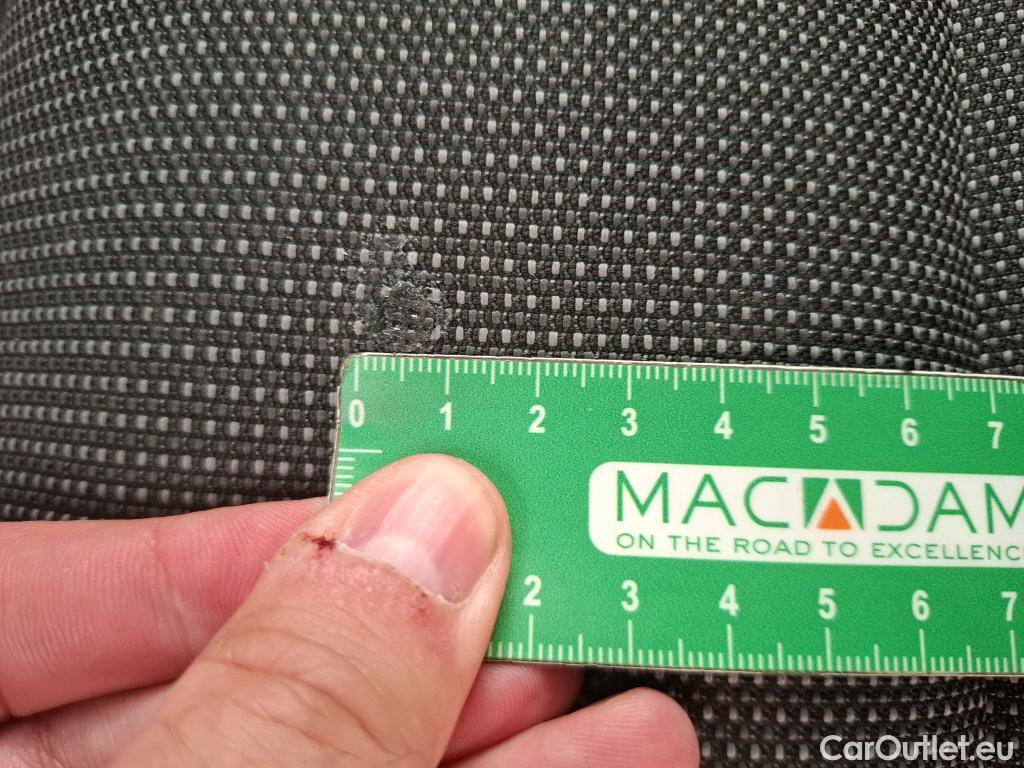 0 1 2 3 4 5 6 7
MACADAM
ON THE ROAD TO EXCELLENC
2 3 4 5 6 7
CarOutlet.eu